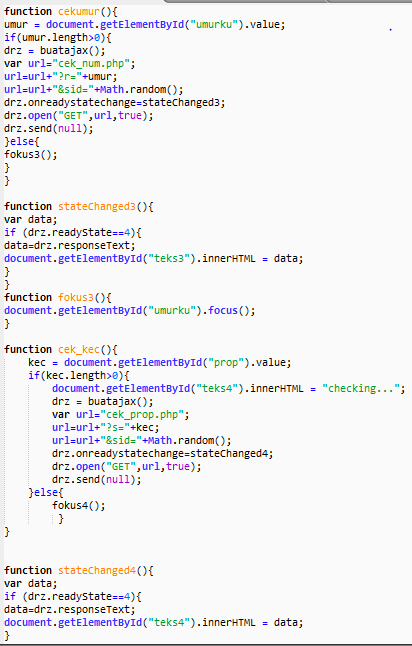 function cekumur(){
umur = document.getElementById("umurku").value;
if(umur.length>0){
drz = buatajax();
var url="cek_num.php";
url=url+"?r="+umur;
url=url+"&sid="+Math.random();
drz.onreadystatechange=stateChanged3;
drz.open("GET",url,true);
drz.send(null);
}else{
fokus3();
}
}
function stateChanged3(){
var data;
if (drz.readyState==4){
data=drz.responseText;
document.getElementById("teks3").innerHTML = data;
}
}
function fokus3(){
document.getElementById("umurku").focus();
}
function cek_kec(){
kec = document.getElementById("prop").value;
if(kec.length>0){
document.getElementById("teks4").innerHTML = "checking...";
drz = buatajax();
var url="cek_prop.php";
url=url+"?s="+kec;
url=url+"&sid="+Math.random();
drz.onreadystatechange=stateChanged4;
drz.open("GET",url,true);
drz.send(null);
}else{
fokus4();
}
}
function stateChanged4(){
var data;
if (drz.readyState==4){
data=drz.responseText;
document.getElementById("teks4").innerHTML = data;
}